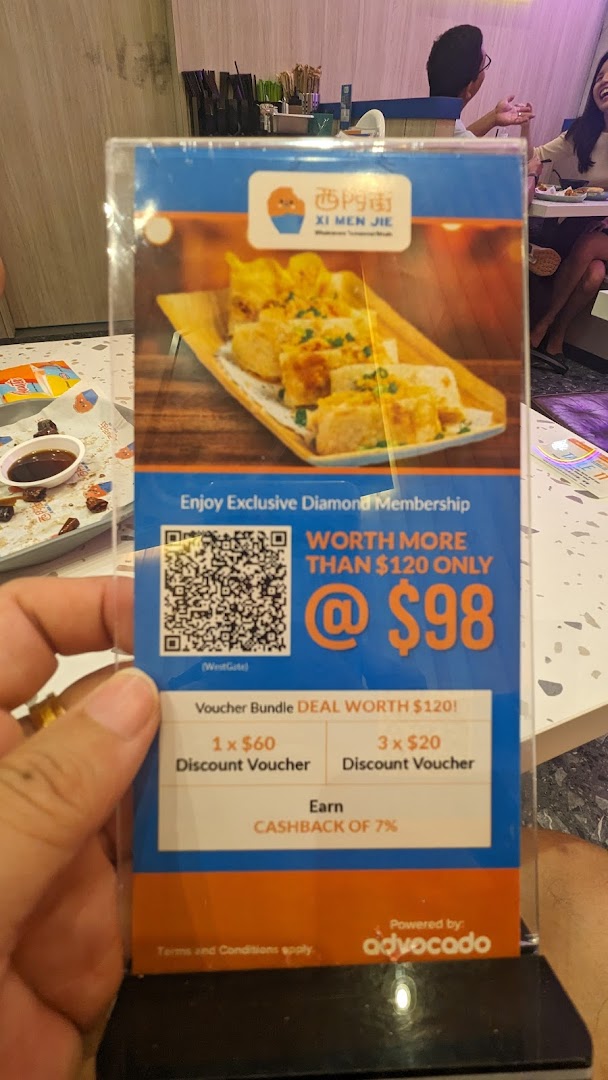 西門街
XI MEN JIE
Enjoy Exclusive Diamond Membership
WORTH MORE
THAN $120 ONLY
@ $98
(WestGate)
Voucher Bundle DEAL WORTH $120!
1 x $60
Discount Voucher
3 x $20
Discount Voucher
Earn
CASHBACK OF 7%
Powered by:
advocado
Terms and Conditions apply.